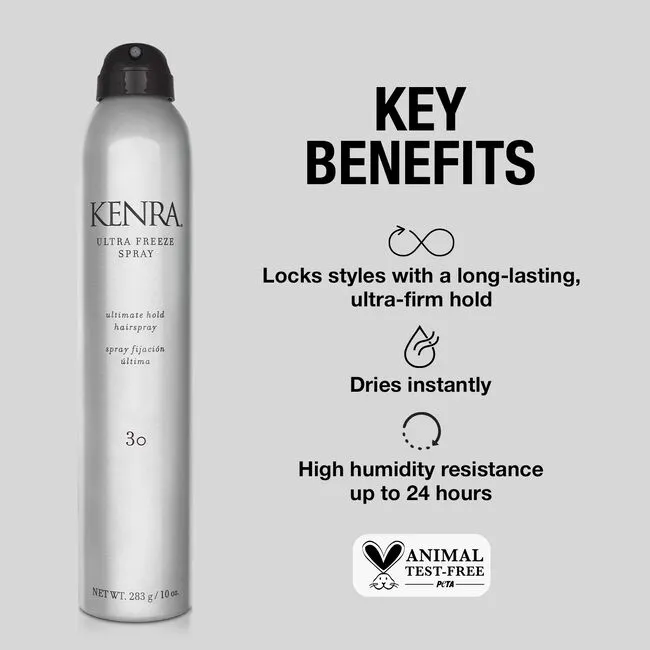 KENRA.
ULTRA FREEZE
SPRAY
ultimate hold
hairspray
spray fijación
última
30
NET WT. 283 g / 10 oz.
KEY
BENEFITS
Locks styles with a long-lasting,
ultra-firm hold
Dries instantly
High humidity resistance
up to 24 hours
ANIMAL
TEST-FREE
PETA